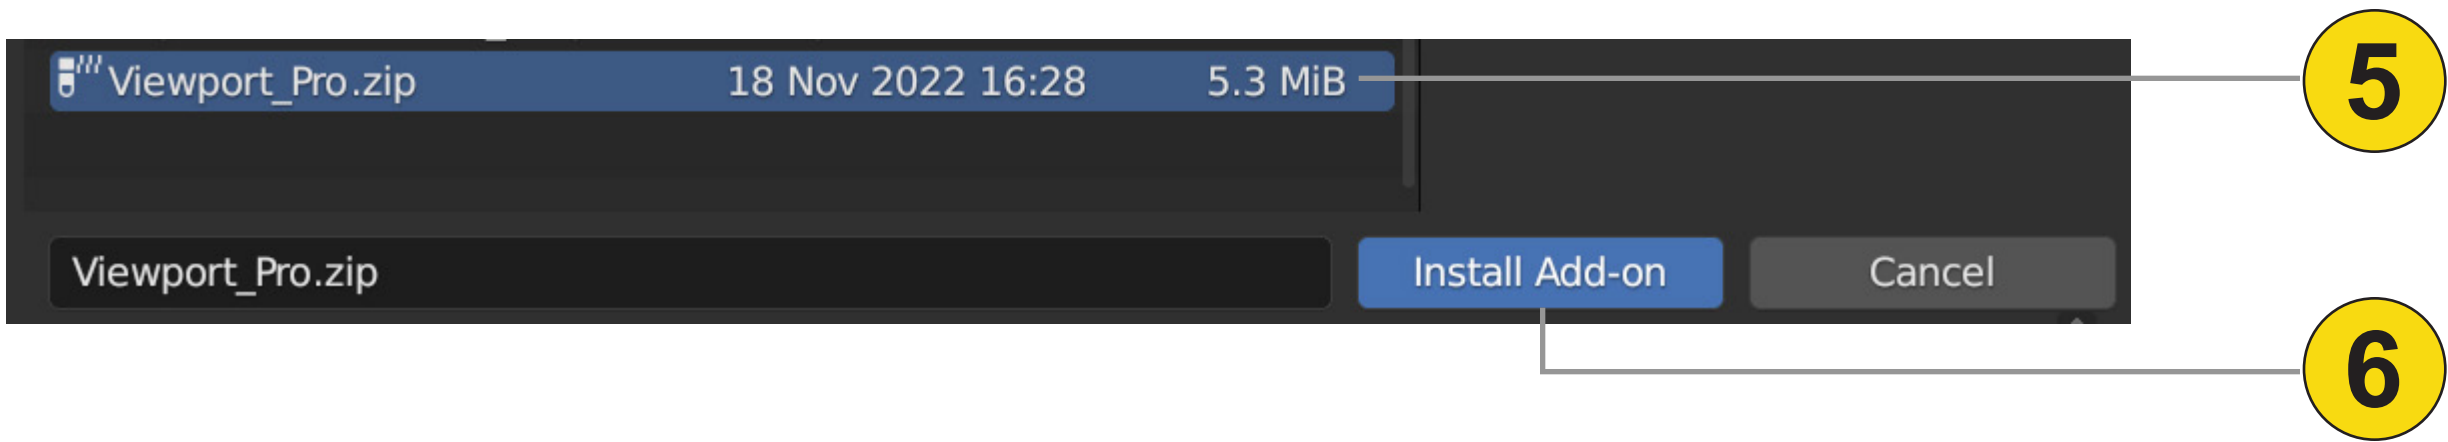 Viewport_Pro.zip 18 Nov 2022 16:28 5.3 MiB
5
Viewport_Pro.zip Install Add-on Cancel
6